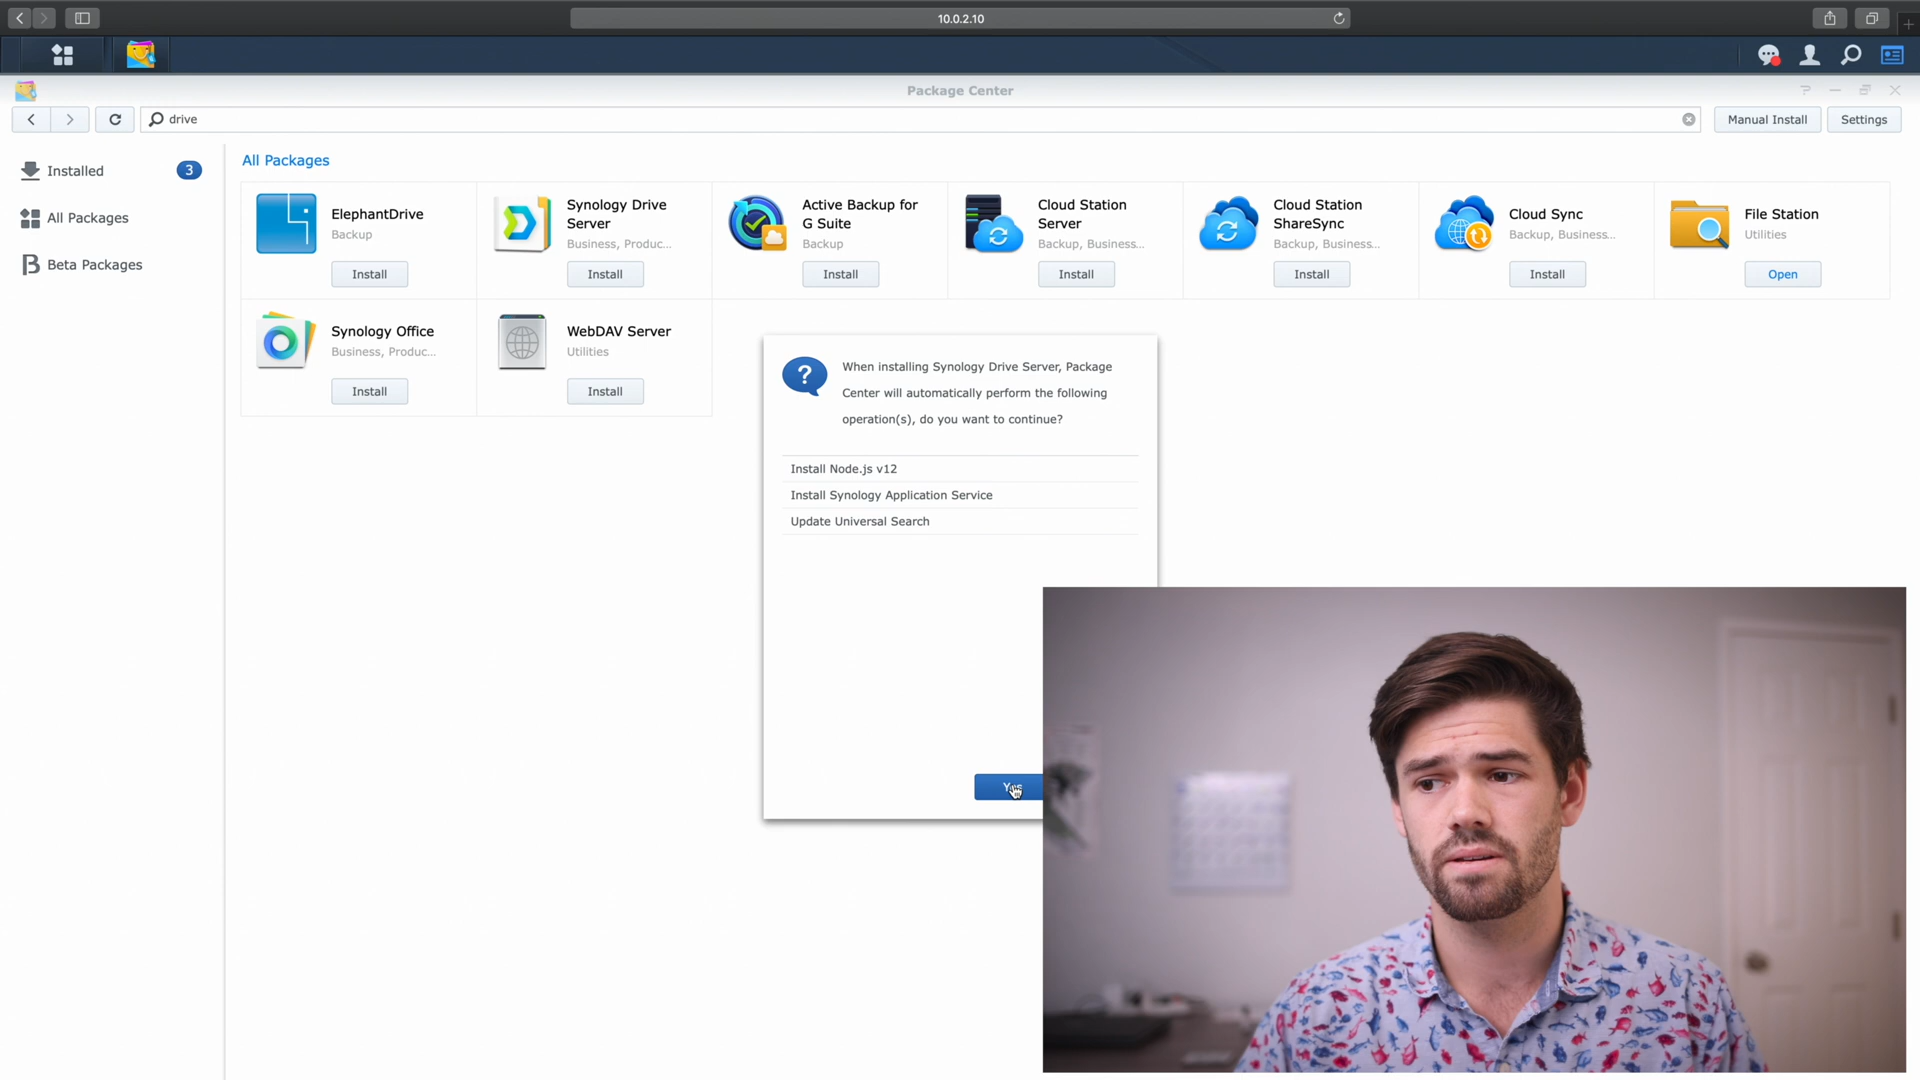 10.0.2.10
Package Center
drive
Manual Install
Settings
Installed
3
All Packages
Beta Packages
All Packages
ElephantDrive
Backup
Install
Synology Drive
Server
Business, Produc...
Install
Active Backup for
G Suite
Backup
Install
Cloud Station
Server
Backup, Business...
Install
Cloud Station
ShareSync
Backup, Business...
Install
Cloud Sync
Backup, Business...
Install
File Station
Utilities
Open
Synology Office
Business, Produc...
Install
WebDAV Server
Utilities
Install
When installing Synology Drive Server, Package
Center will automatically perform the following
operation(s), do you want to continue?
Install Node.js v12
Install Synology Application Service
Update Universal Search
Yes